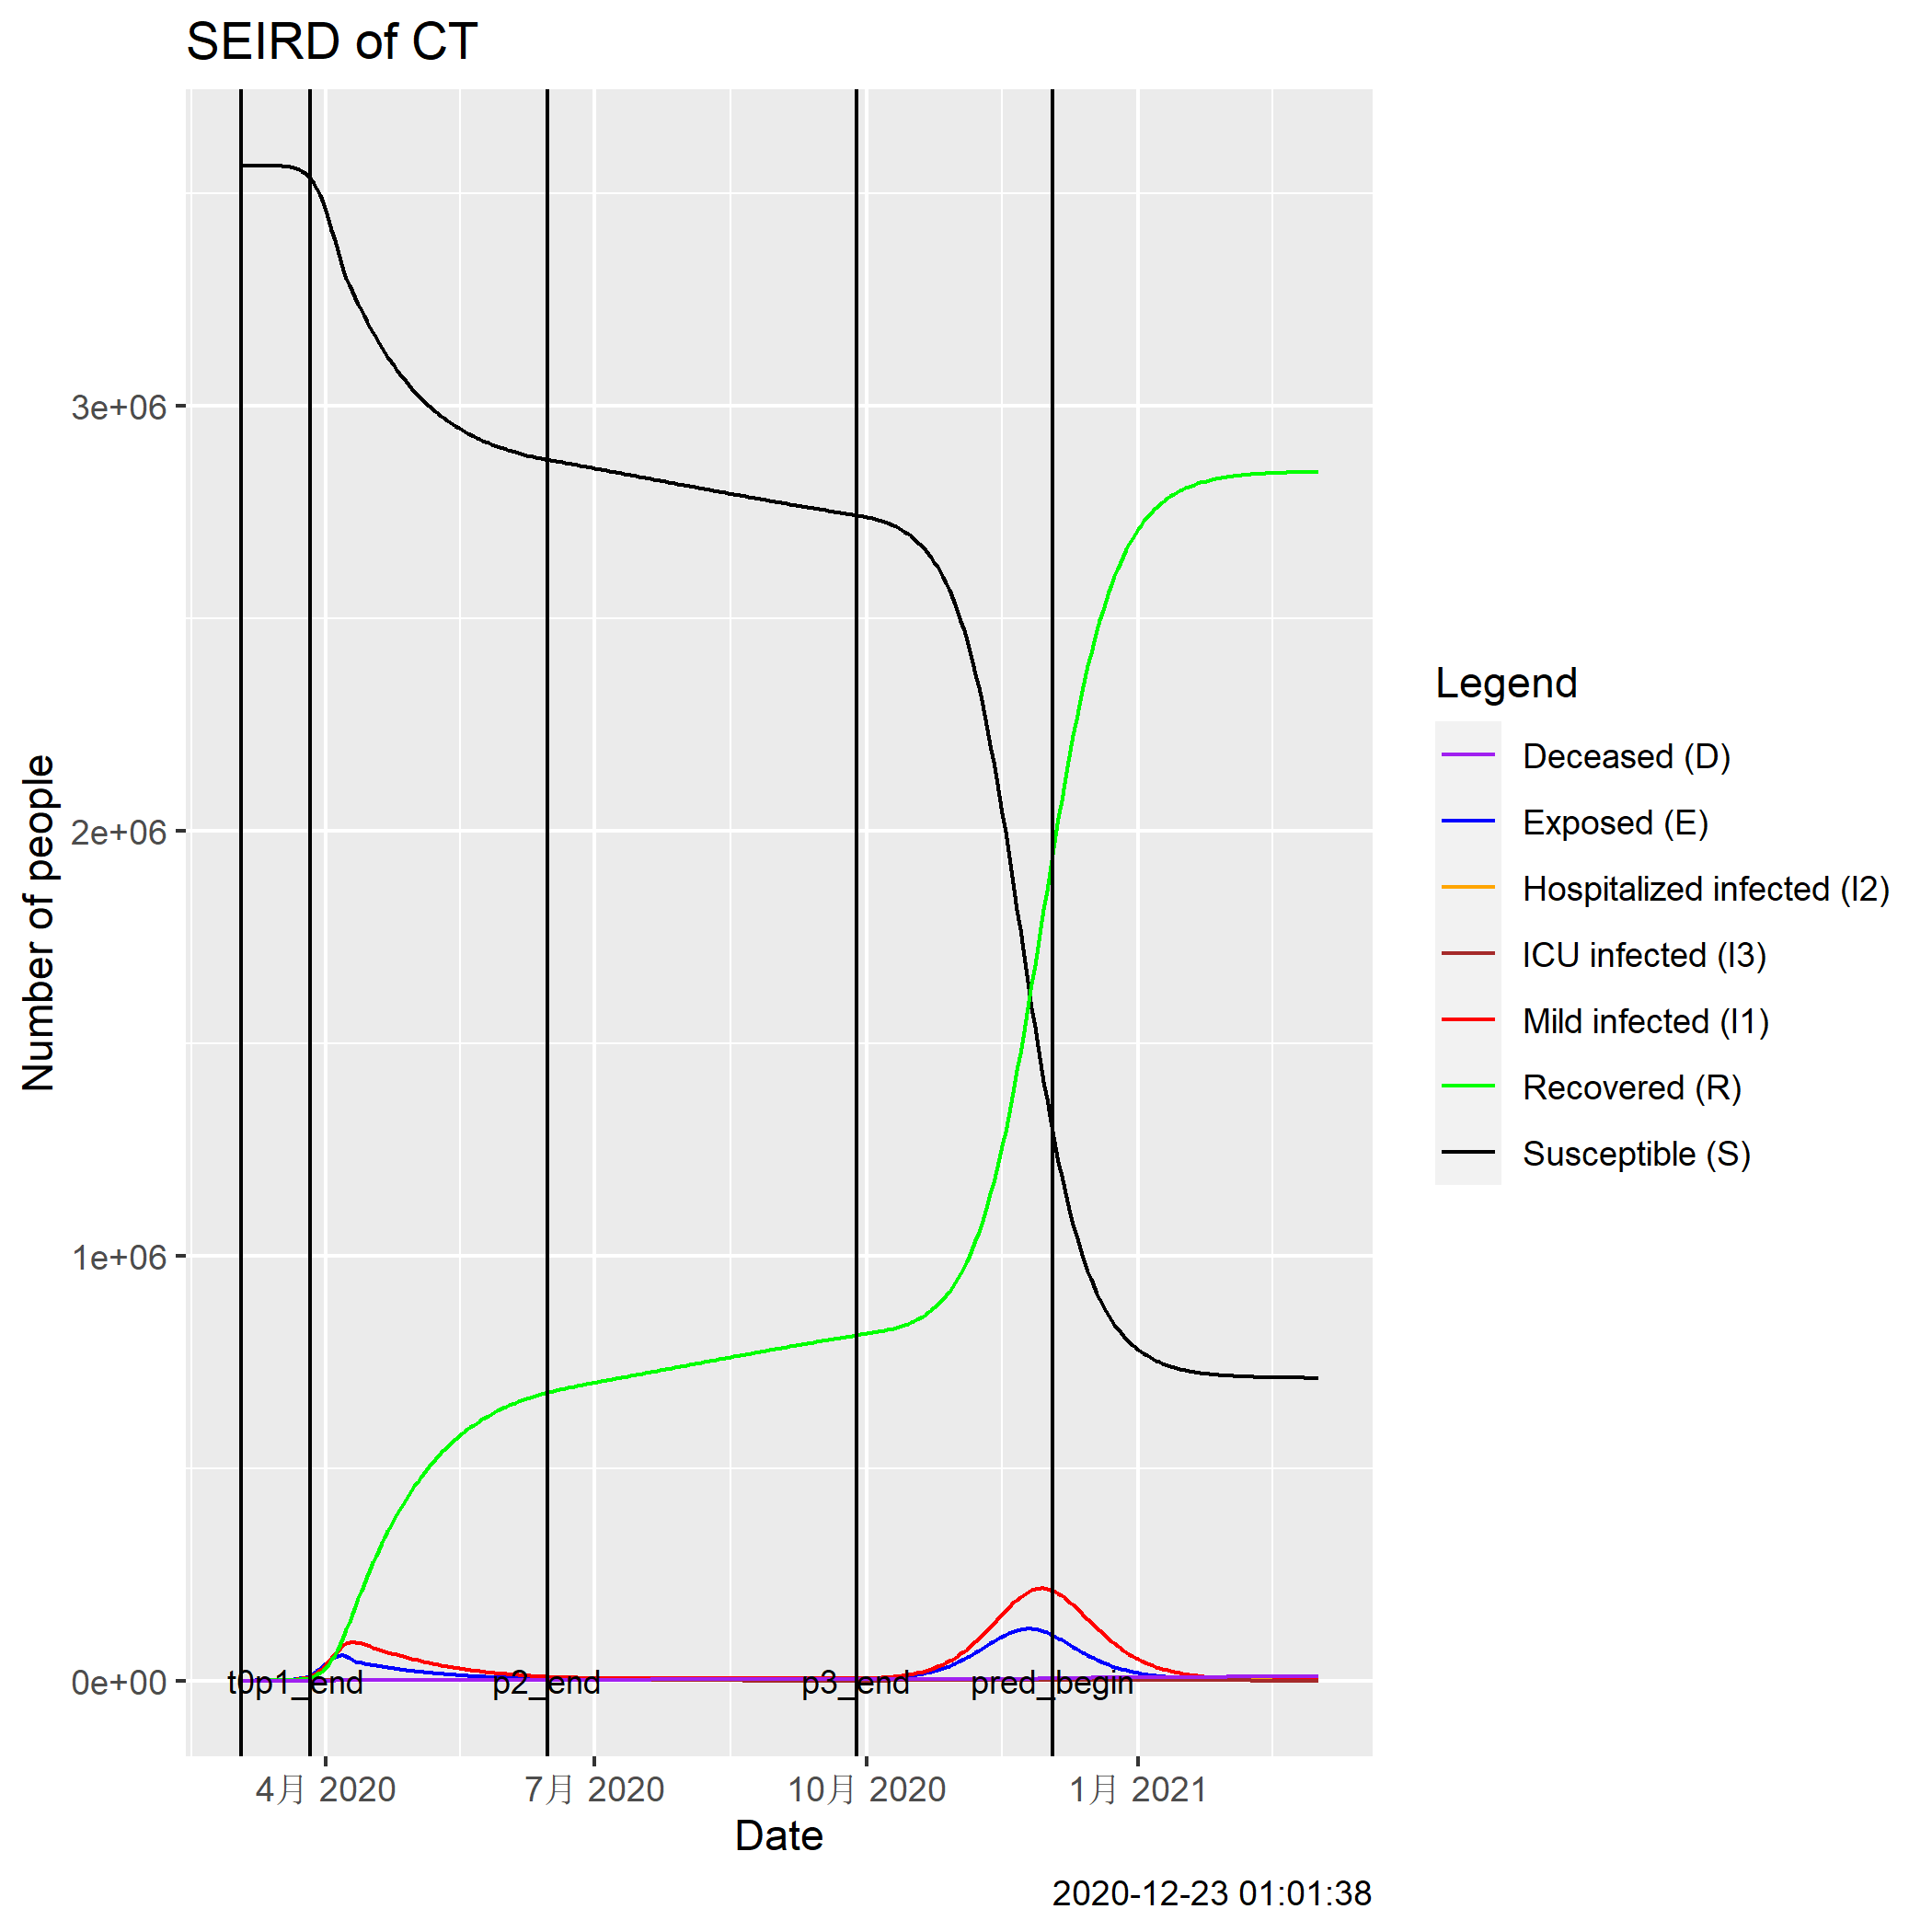 SEIRD of CT
Number of people
3e+06
2e+06
1e+06
0e+00
t0p1_end
p2_end
p3_end
pred_begin
4月 2020
7月 2020
10月 2020
1月 2021
Date
Legend
Deceased (D)
Exposed (E)
Hospitalized infected (I2)
ICU infected (I3)
Mild infected (I1)
Recovered (R)
Susceptible (S)
2020-12-23 01:01:38